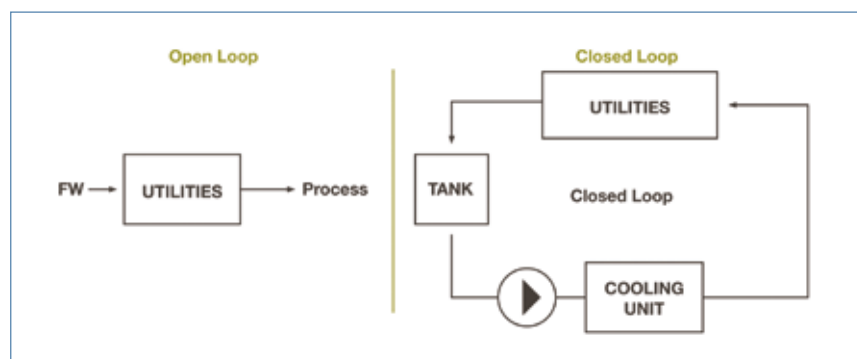 Open Loop
FW
UTILITIES
Process
Closed Loop
UTILITIES
TANK
Closed Loop
COOLING
UNIT